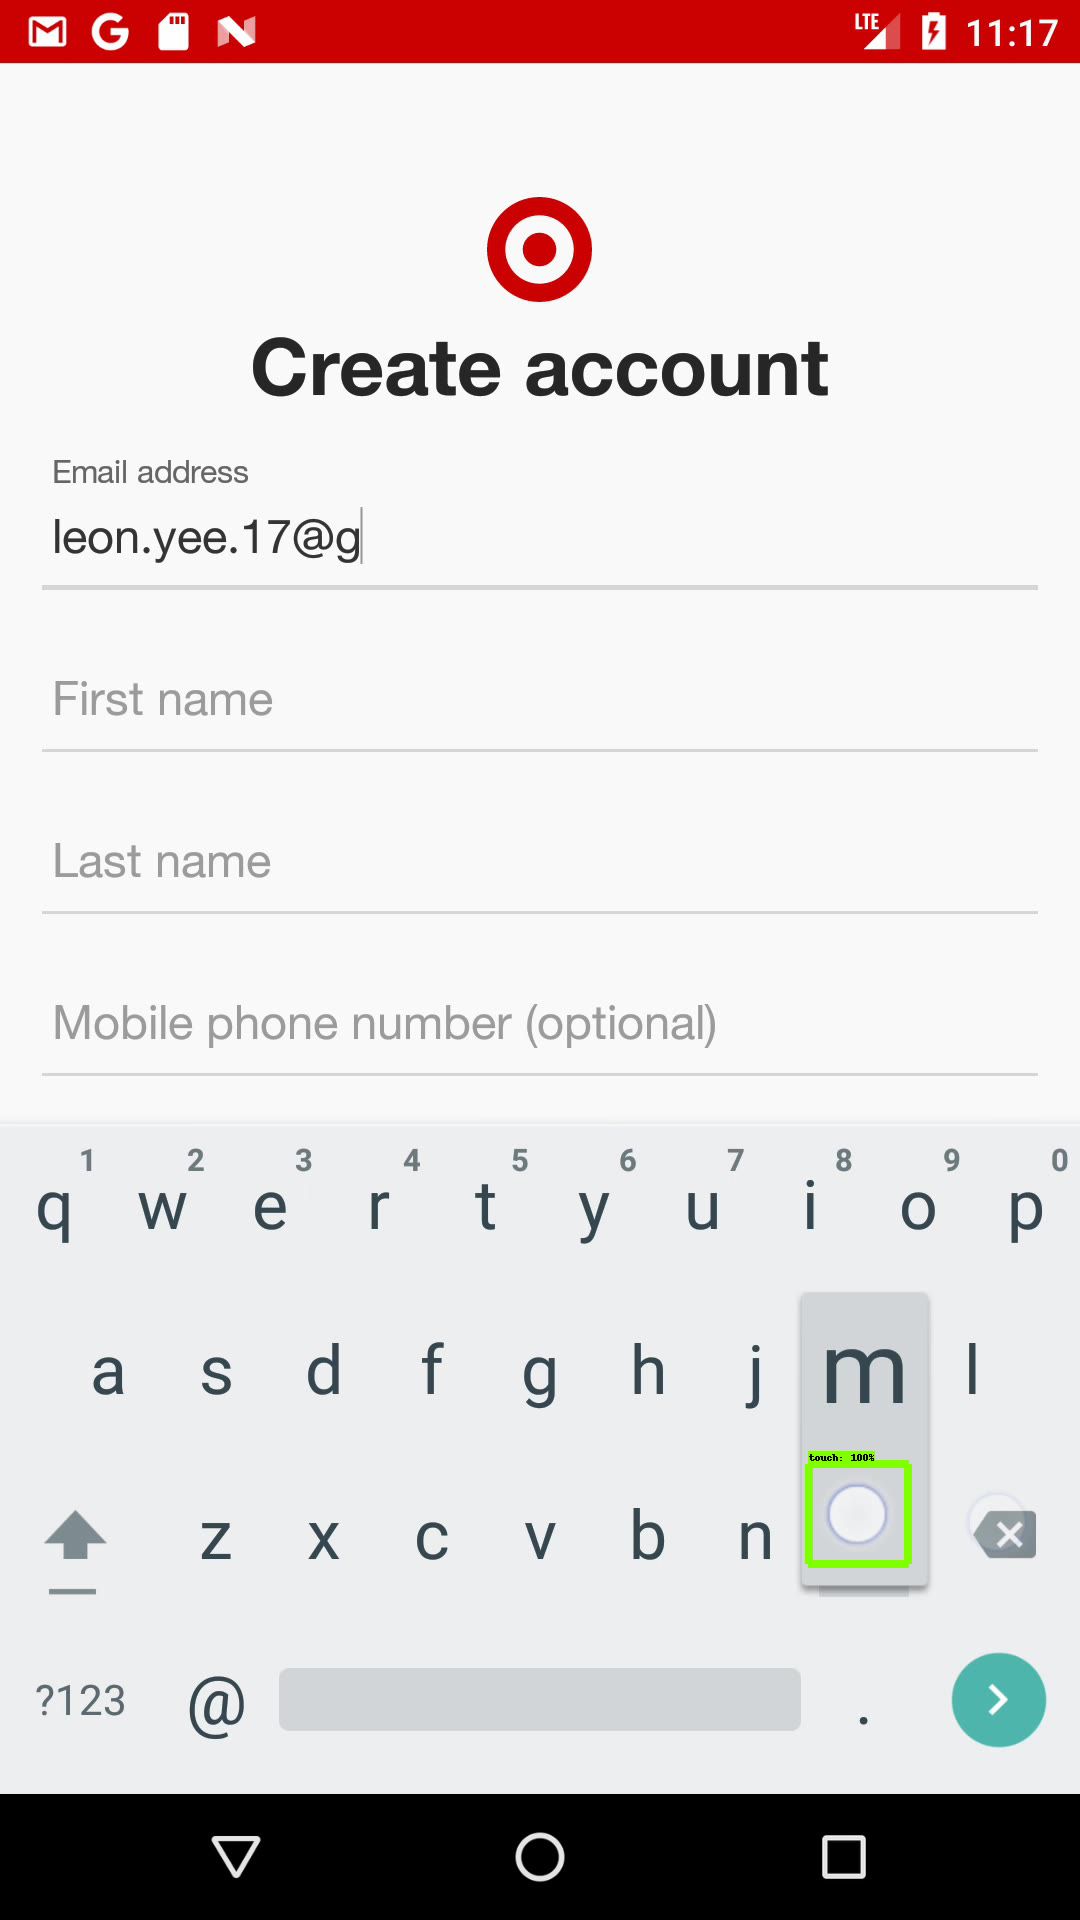 LTE 11:17
Create account
Email address
leon.yee.17@g
First name
Last name
Mobile phone number (optional)
1 2 3 4 5 6 7 8 9 0
q w e r t y u i o p
a s d f g h j m l
touch: 100%
z x c v b n
?123 @ .